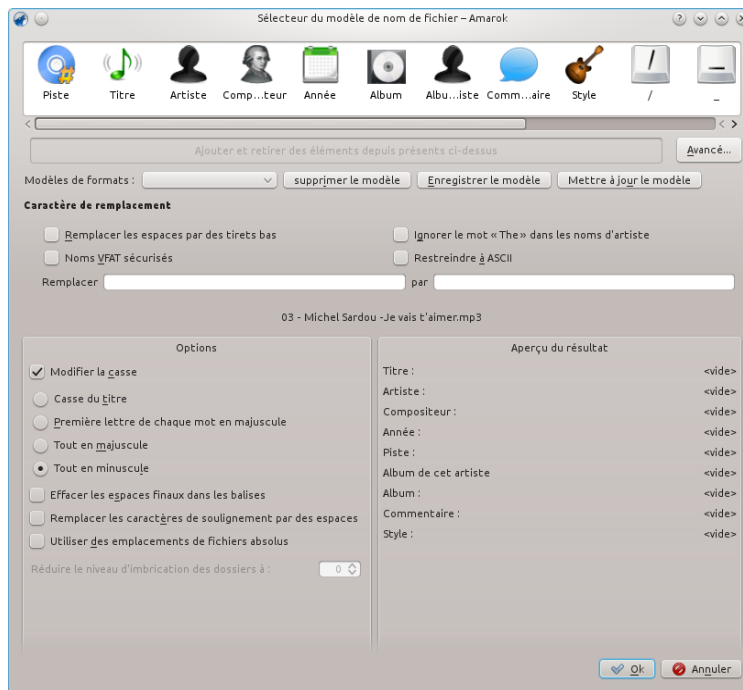 Sélecteur du modèle de nom de fichier – Amarok
Piste Titre Artiste Comp...teur Année Album Albu...iste Comm...aire Style / _
Ajouter et retirer des éléments depuis présents ci-dessus
Avancé...
Modèles de formats : supprimer le modèle Enregistrer le modèle Mettre à jour le modèle
Caractère de remplacement
Remplacer les espaces par des tirets bas
Ignorer le mot « The » dans les noms d'artiste
Noms VFAT sécurisés
Restreindre à ASCII
Remplacer par
03 - Michel Sardou -Je vais t'aimer.mp3
Options
Modifier la casse
Casse du titre
Première lettre de chaque mot en majuscule
Tout en majuscule
Tout en minuscule
Effacer les espaces finaux dans les balises
Remplacer les caractères de soulignement par des espaces
Utiliser des emplacements de fichiers absolus
Réduire le niveau d'imbrication des dossiers à : 0
Aperçu du résultat
Titre : <vide>
Artiste : <vide>
Compositeur : <vide>
Année : <vide>
Piste : <vide>
Album de cet artiste <vide>
Album : <vide>
Commentaire : <vide>
Style : <vide>
Ok Annuler